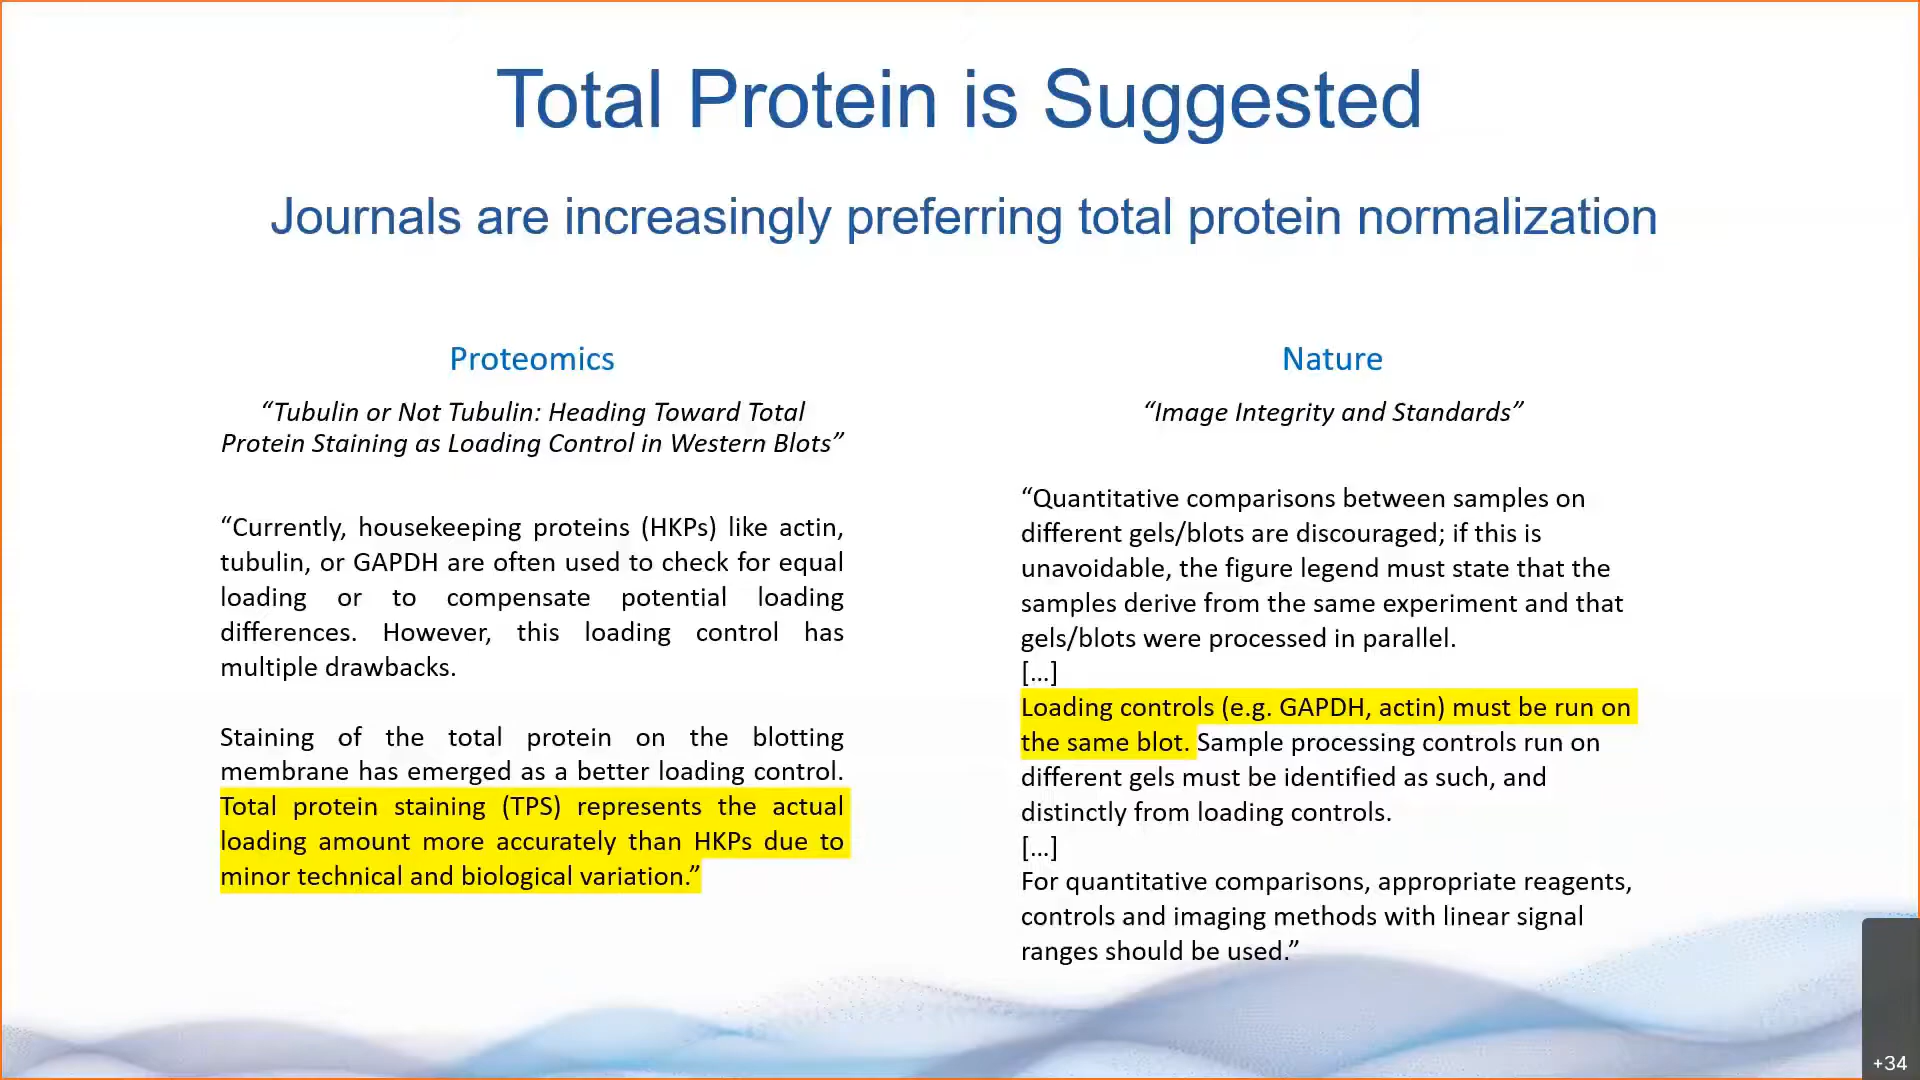 Total Protein is Suggested
Journals are increasingly preferring total protein normalization
Proteomics
“Tubulin or Not Tubulin: Heading Toward Total
Protein Staining as Loading Control in Western Blots”
“Currently, housekeeping proteins (HKPs) like actin,
tubulin, or GAPDH are often used to check for equal
loading or to compensate potential loading
differences. However, this loading control has
multiple drawbacks.
Staining of the total protein on the blotting
membrane has emerged as a better loading control.
Total protein staining (TPS) represents the actual
loading amount more accurately than HKPs due to
minor technical and biological variation.”
Nature
“Image Integrity and Standards”
“Quantitative comparisons between samples on
different gels/blots are discouraged; if this is
unavoidable, the figure legend must state that the
samples derive from the same experiment and that
gels/blots were processed in parallel.
[…]
Loading controls (e.g. GAPDH, actin) must be run on
the same blot. Sample processing controls run on
different gels must be identified as such, and
distinctly from loading controls.
[…]
For quantitative comparisons, appropriate reagents,
controls and imaging methods with linear signal
ranges should be used.”
+34